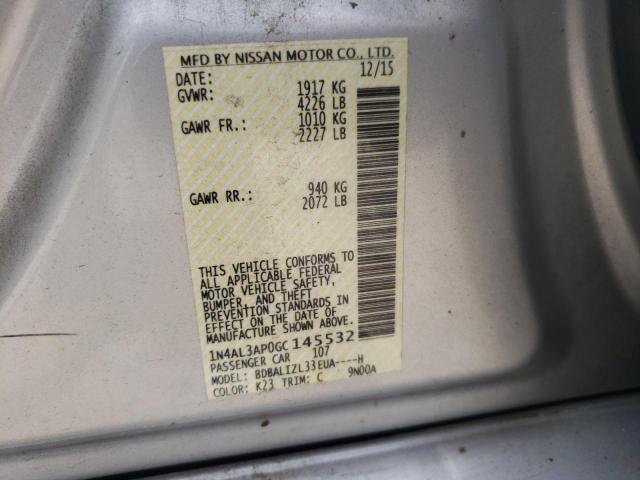 MFD BY NISSAN MOTOR CO., LTD.
DATE: 12/15
GVWR: 1917 KG
4226 LB
GAWR FR.: 1010 KG
2227 LB
GAWR RR.: 940 KG
2072 LB
THIS VEHICLE CONFORMS TO
ALL APPLICABLE FEDERAL
MOTOR VEHICLE SAFETY,
BUMPER, AND THEFT
PREVENTION STANDARDS IN
EFFECT ON THE DATE OF
MANUFACTURE SHOWN ABOVE.
1N4AL3AP0GC145532
PASSENGER CAR 107
MODEL: BDBALIZL33EUA----H
COLOR: K23 TRIM: C 9N00A